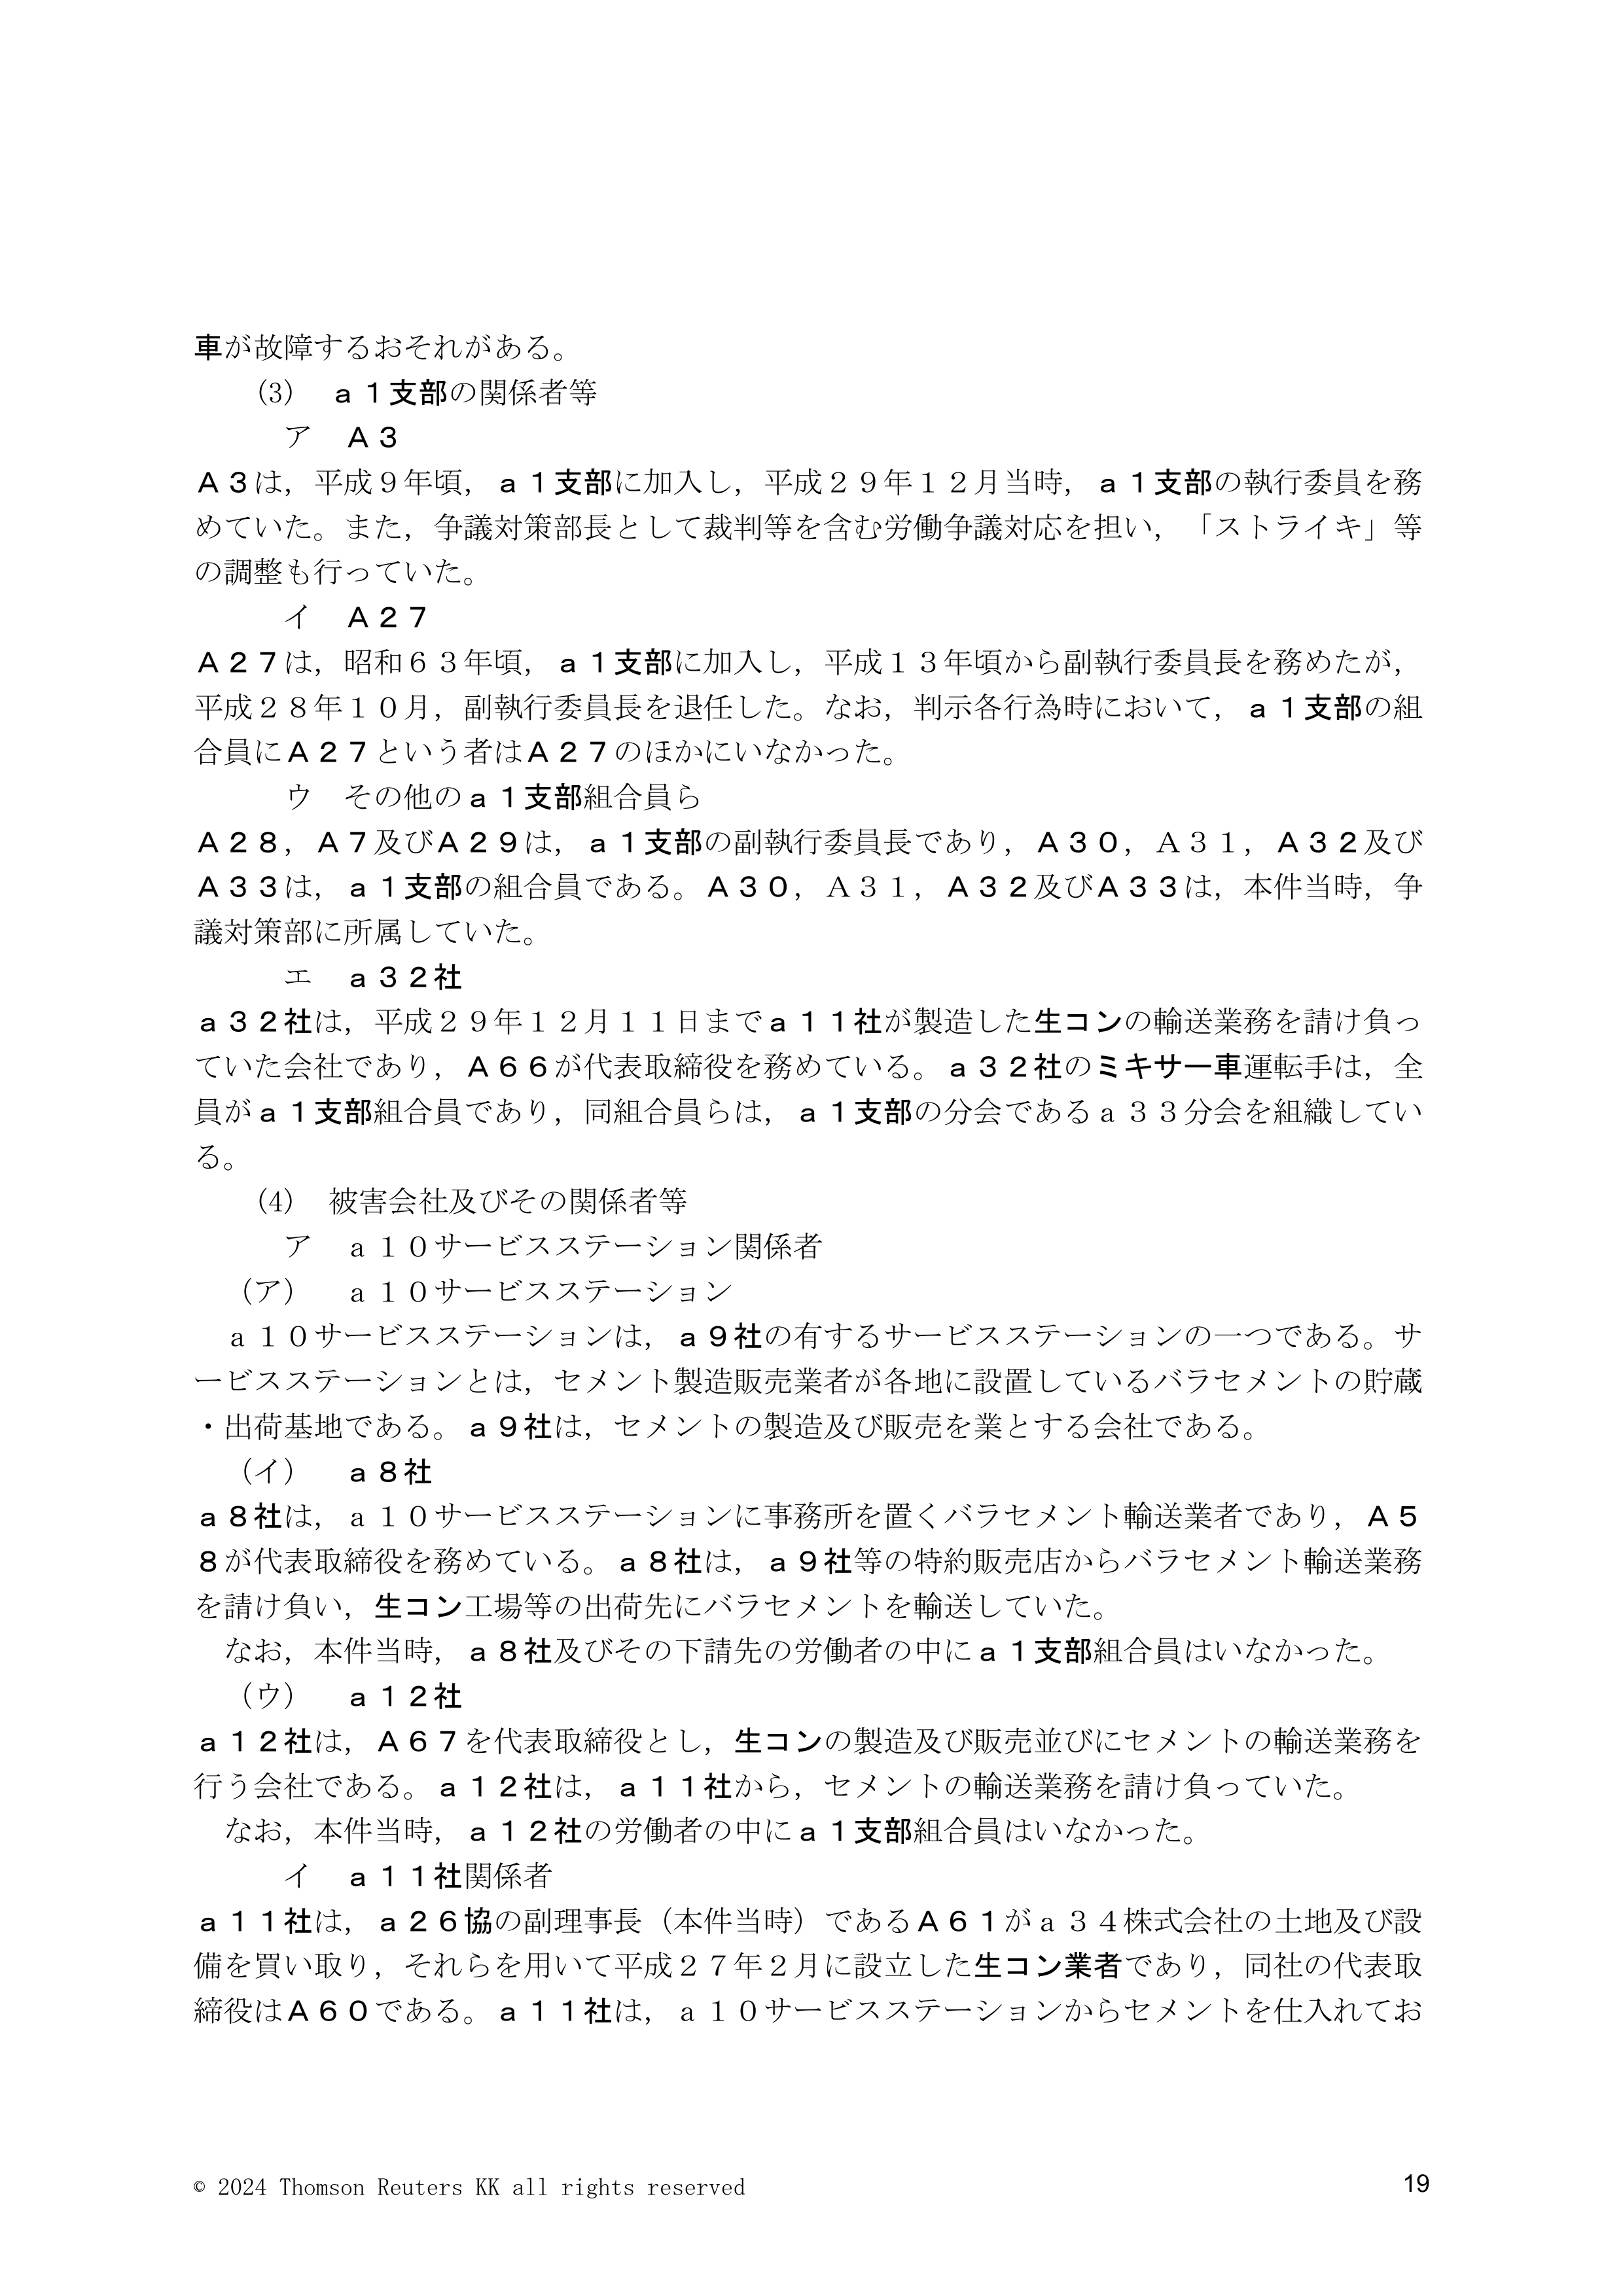 車が故障するおそれがある。
(3)　ａ１支部の関係者等
ア　Ａ３
Ａ３は，平成９年頃，ａ１支部に加入し，平成２９年１２月当時，ａ１支部の執行委員を務
めていた。また，争議対策部長として裁判等を含む労働争議対応を担い，「ストライキ」等
の調整も行っていた。
イ　Ａ２７
Ａ２７は，昭和６３年頃，ａ１支部に加入し，平成１３年頃から副執行委員長を務めたが，
平成２８年１０月，副執行委員長を退任した。なお，判示各行為時において，ａ１支部の組
合員にＡ２７という者はＡ２７のほかにいなかった。
ウ　その他のａ１支部組合員ら
Ａ２８，Ａ７及びＡ２９は，ａ１支部の副執行委員長であり，Ａ３０，Ａ３１，Ａ３２及び
Ａ３３は，ａ１支部の組合員である。Ａ３０，Ａ３１，Ａ３２及びＡ３３は，本件当時，争
議対策部に所属していた。
エ　ａ３２社
ａ３２社は，平成２９年１２月１１日までａ１１社が製造した生コンの輸送業務を請け負っ
ていた会社であり，Ａ６６が代表取締役を務めている。ａ３２社のミキサー車運転手は，全
員がａ１支部組合員であり，同組合員らは，ａ１支部の分会であるａ３３分会を組織してい
る。
(4)　被害会社及びその関係者等
ア　ａ１０サービスステーション関係者
（ア）　ａ１０サービスステーション
ａ１０サービスステーションは，ａ９社の有するサービスステーションの一つである。サ
ービスステーションとは，セメント製造販売業者が各地に設置しているバラセメントの貯蔵
・出荷基地である。ａ９社は，セメントの製造及び販売を業とする会社である。
（イ）　ａ８社
ａ８社は，ａ１０サービスステーションに事務所を置くバラセメント輸送業者であり，Ａ５
８が代表取締役を務めている。ａ８社は，ａ９社等の特約販売店からバラセメント輸送業務
を請け負い，生コン工場等の出荷先にバラセメントを輸送していた。
なお，本件当時，ａ８社及びその下請先の労働者の中にａ１支部組合員はいなかった。
（ウ）　ａ１２社
ａ１２社は，Ａ６７を代表取締役とし，生コンの製造及び販売並びにセメントの輸送業務を
行う会社である。ａ１２社は，ａ１１社から，セメントの輸送業務を請け負っていた。
なお，本件当時，ａ１２社の労働者の中にａ１支部組合員はいなかった。
イ　ａ１１社関係者
ａ１１社は，ａ２６協の副理事長（本件当時）であるＡ６１がａ３４株式会社の土地及び設
備を買い取り，それらを用いて平成２７年２月に設立した生コン業者であり，同社の代表取
締役はＡ６０である。ａ１１社は，ａ１０サービスステーションからセメントを仕入れてお
© 2024 Thomson Reuters KK all rights reserved
19